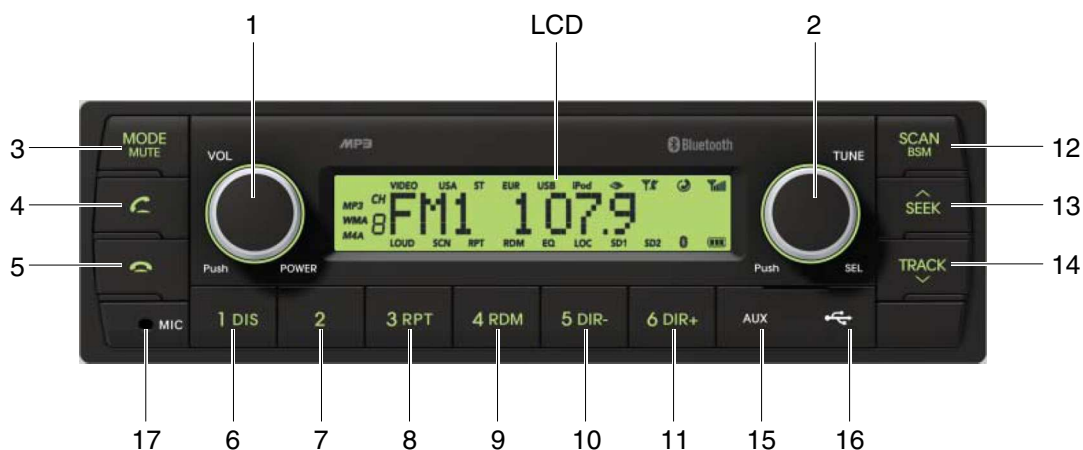 1 LCD 2
3 MODE MUTE
4
5
VOL
Push POWER
MP3 Bluetooth
VIDEO USA ST EUR USB iPod
MP3 WMA M4A
CH 8 FM1 107.9
LOUD SCN RPT RDM EQ LOC SD1 SD2
TUNE
Push SEL
SCAN BSM 12
SEEK 13
TRACK 14
MIC 1 DIS 2 3 RPT 4 RDM 5 DIR- 6 DIR+ AUX
17 6 7 8 9 10 11 15 16